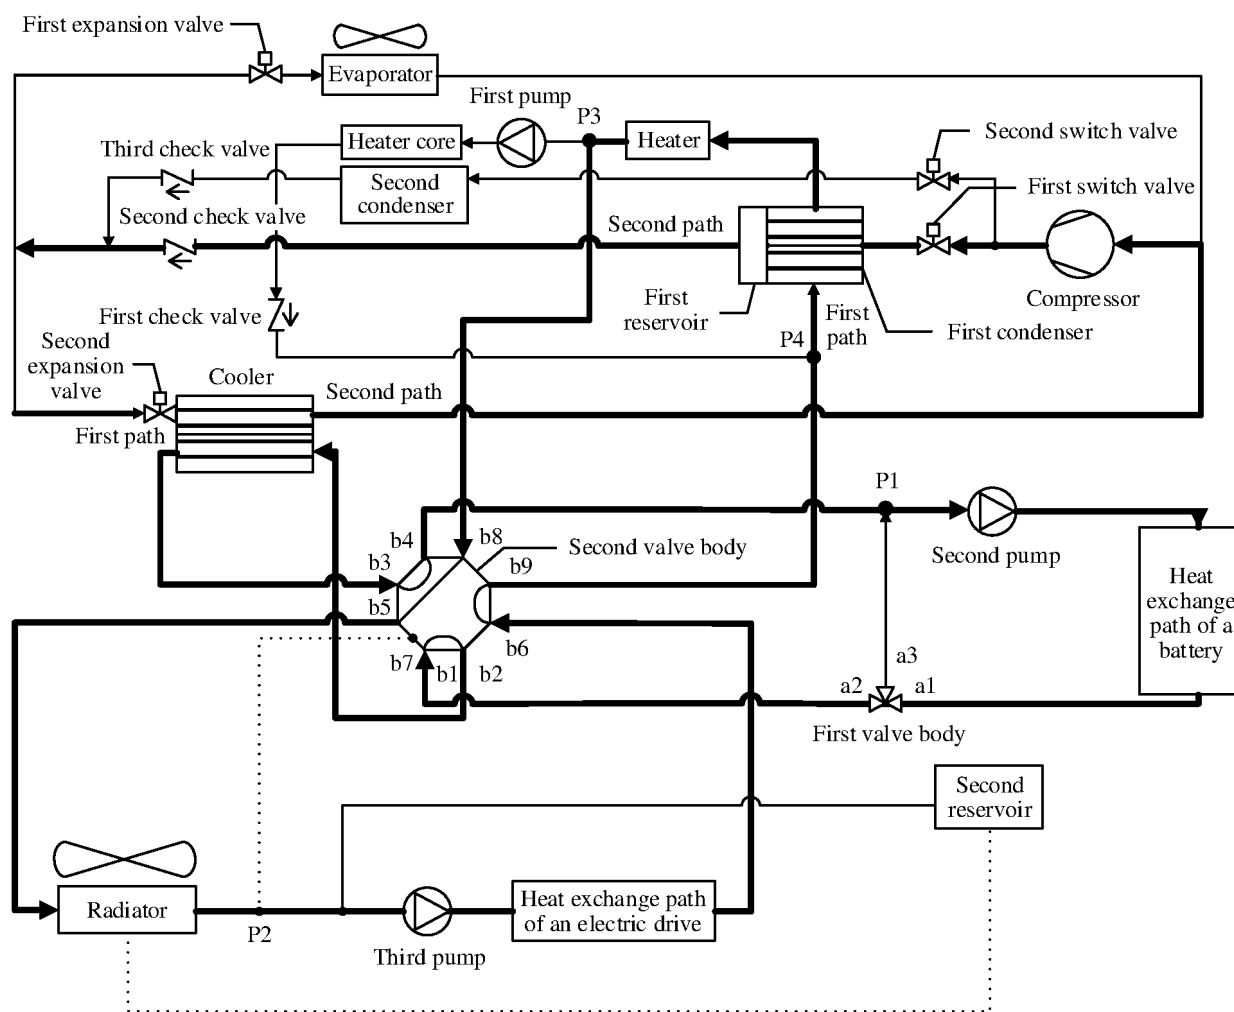 First expansion valve
Evaporator
First pump
P3
Heater core
Heater
Second switch valve
Third check valve
Second
condenser
First switch valve
Second check valve
Second path
First check valve
First
reservoir
First
path
First condenser
Compressor
P4
Second
expansion
valve
Cooler
Second path
First path
P1
Second pump
b4
b8
Second valve body
b3
b9
b5
b6
b7
b1
b2
Heat
exchange
path of a
battery
a3
a2
a1
First valve body
Second
reservoir
Radiator
P2
Third pump
Heat exchange path
of an electric drive